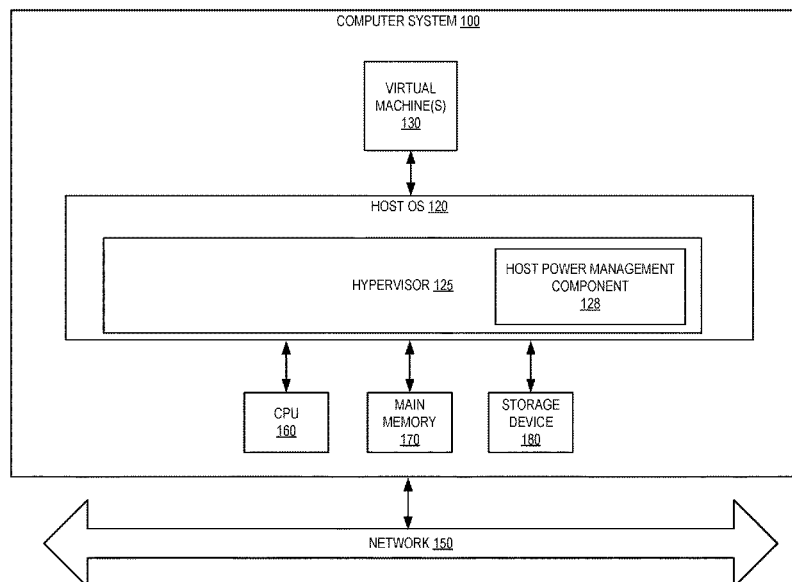 COMPUTER SYSTEM 100
VIRTUAL
MACHINE(S)
130
HOST OS 120
HYPERVISOR 125
HOST POWER MANAGEMENT
COMPONENT
128
CPU
160
MAIN
MEMORY
170
STORAGE
DEVICE
180
NETWORK 150